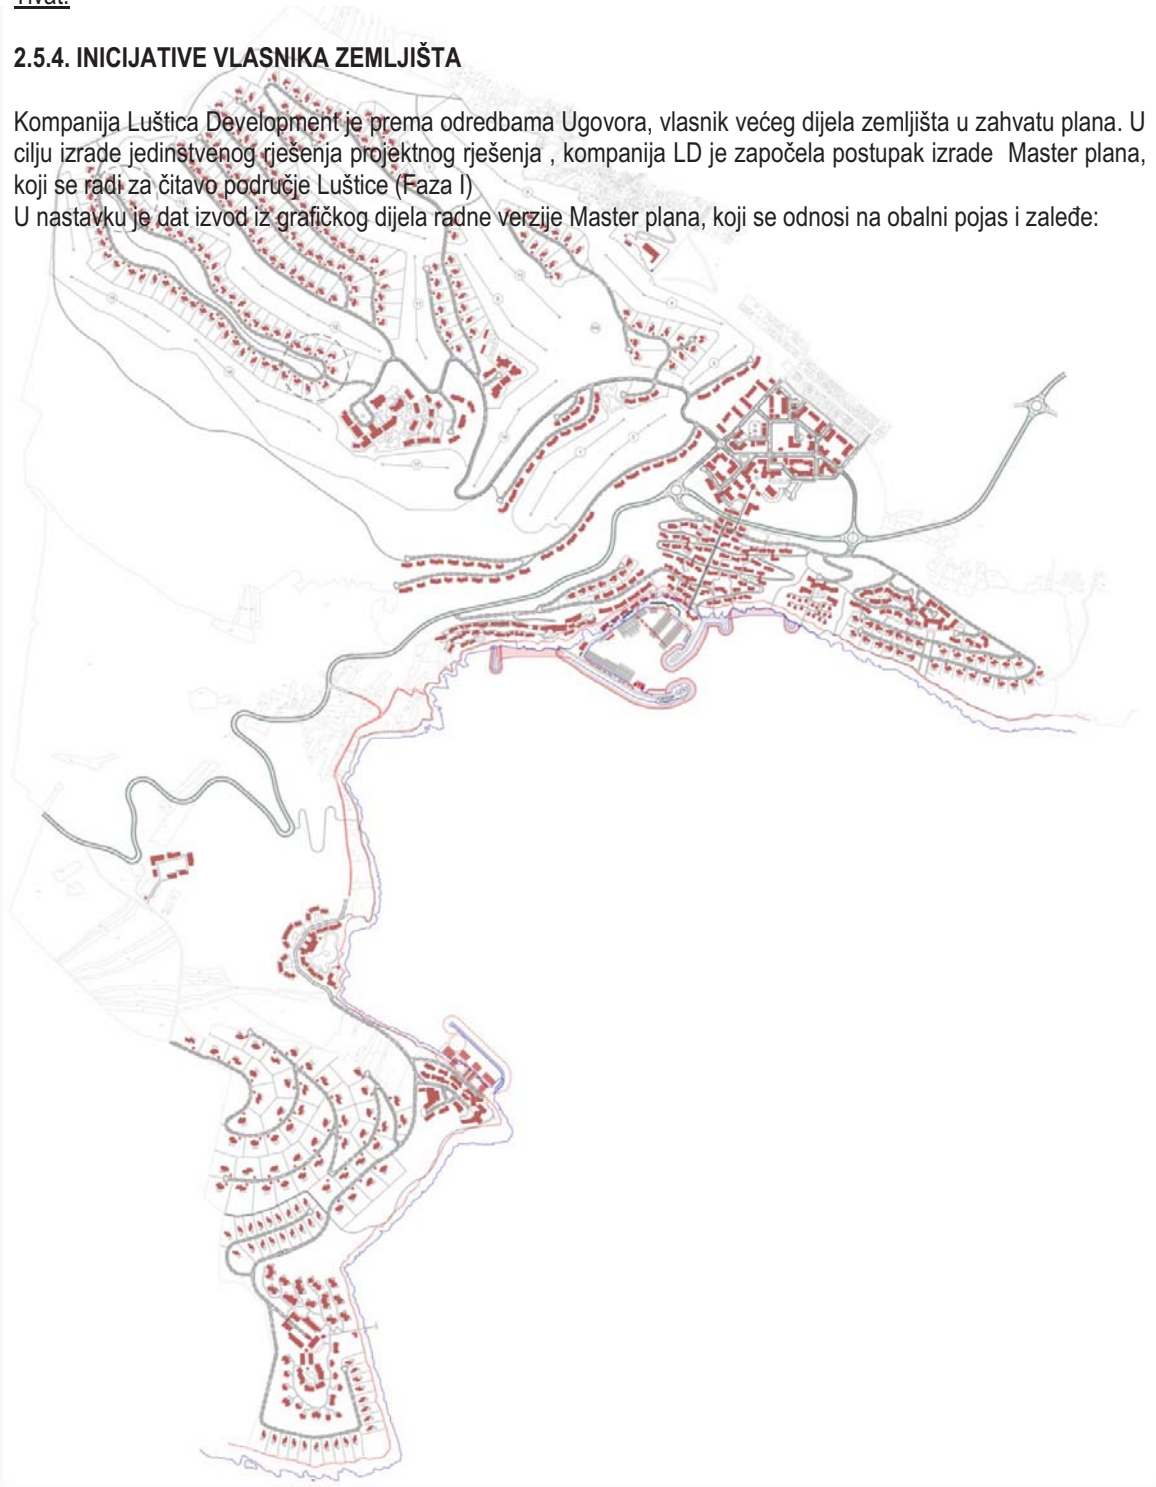 Tivat.
2.5.4. INICIJATIVE VLASNIKA ZEMLJIŠTA
Kompanija Luštica Development je prema odredbama Ugovora, vlasnik većeg dijela zemljišta u zahvatu plana. U
cilju izrade jedinstvenog rješenja projektnog rješenja , kompanija LD je započela postupak izrade Master plana,
koji se radi za čitavo područje Luštice (Faza I)
U nastavku je dat izvod iz grafičkog dijela radne verzije Master plana, koji se odnosi na obalni pojas i zaleđe: